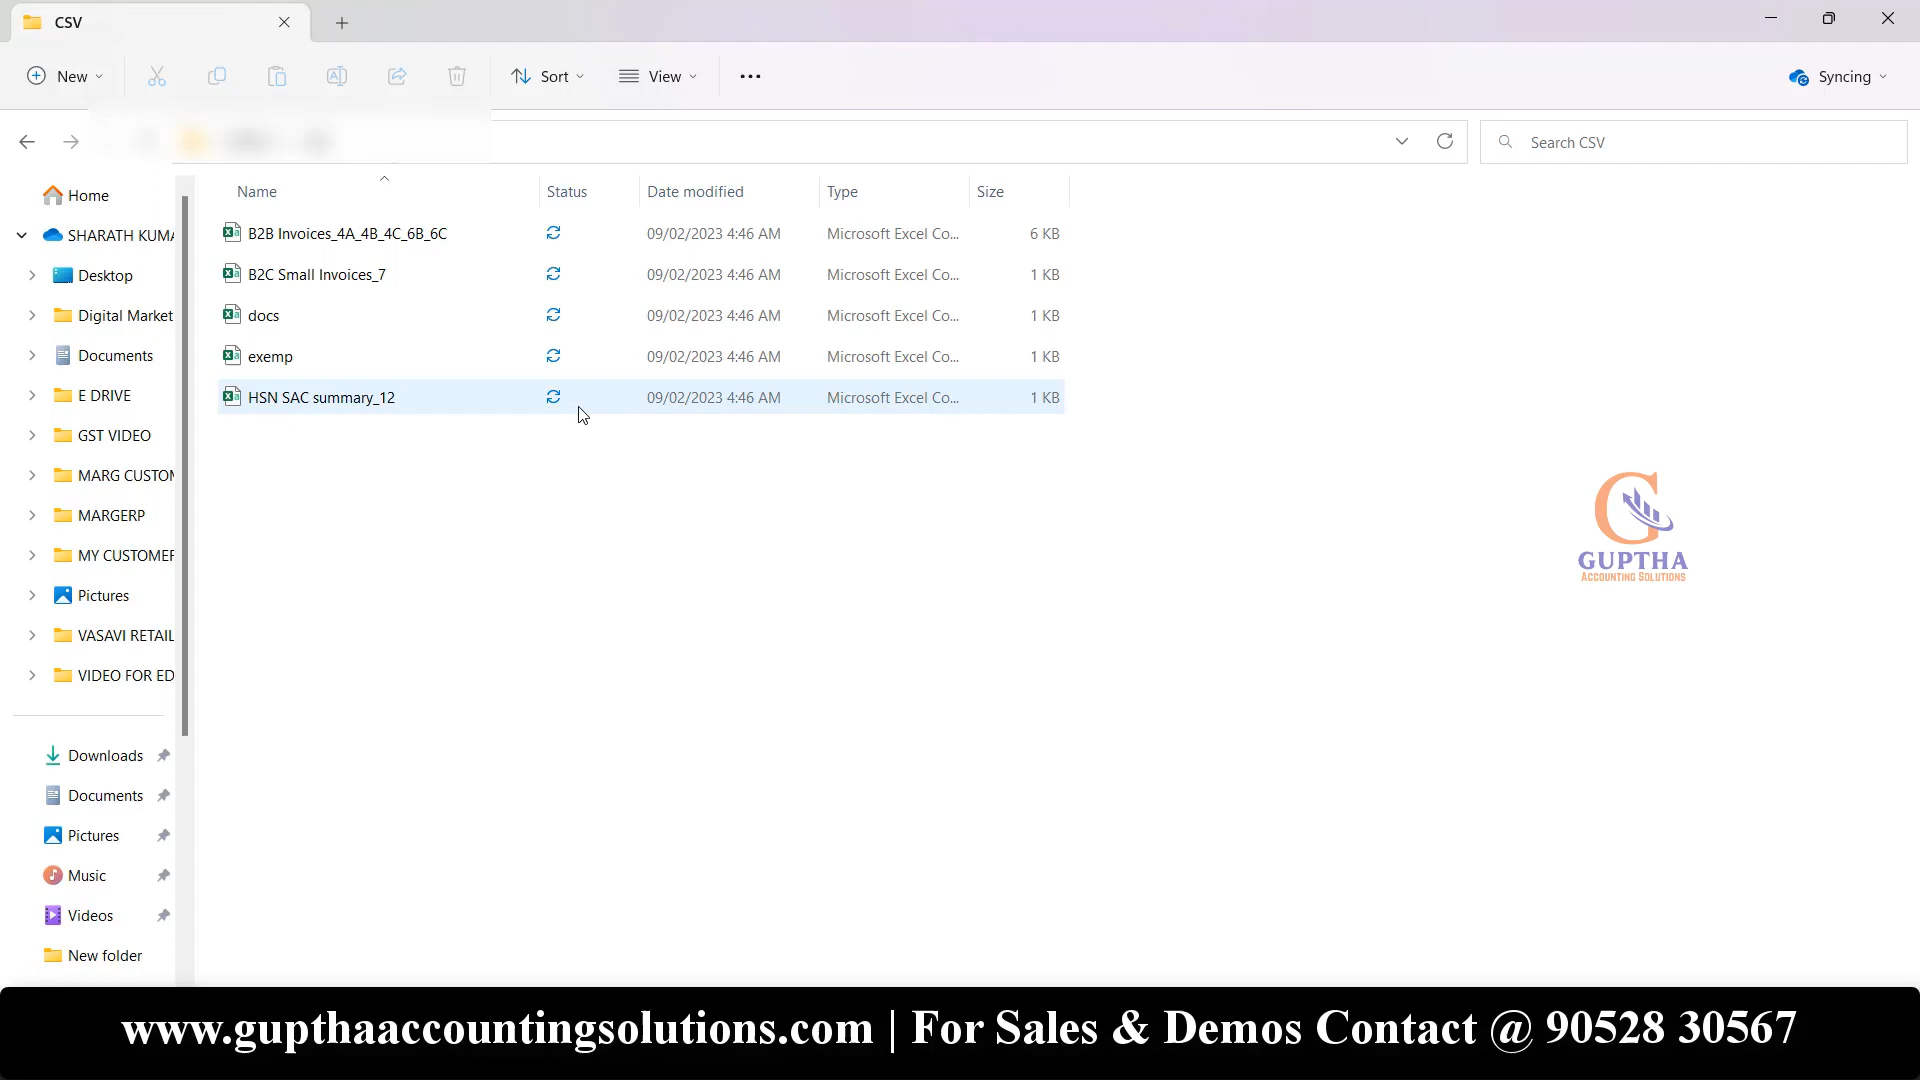 CSV
New
Sort
View
Syncing
Search CSV
Name Status Date modified Type Size
B2B Invoices_4A_4B_4C_6B_6C 09/02/2023 4:46 AM Microsoft Excel Co... 6 KB
B2C Small Invoices_7 09/02/2023 4:46 AM Microsoft Excel Co... 1 KB
docs 09/02/2023 4:46 AM Microsoft Excel Co... 1 KB
exemp 09/02/2023 4:46 AM Microsoft Excel Co... 1 KB
HSN SAC summary_12 09/02/2023 4:46 AM Microsoft Excel Co... 1 KB
Home
SHARATH KUMA
Desktop
Digital Market
Documents
E DRIVE
GST VIDEO
MARG CUSTOM
MARGERP
MY CUSTOMER
Pictures
VASAVI RETAIL
VIDEO FOR ED
Downloads
Documents
Pictures
Music
Videos
New folder
GUPTHA
ACCOUNTING SOLUTIONS
www.gupthaaccountingsolutions.com | For Sales & Demos Contact @ 90528 30567